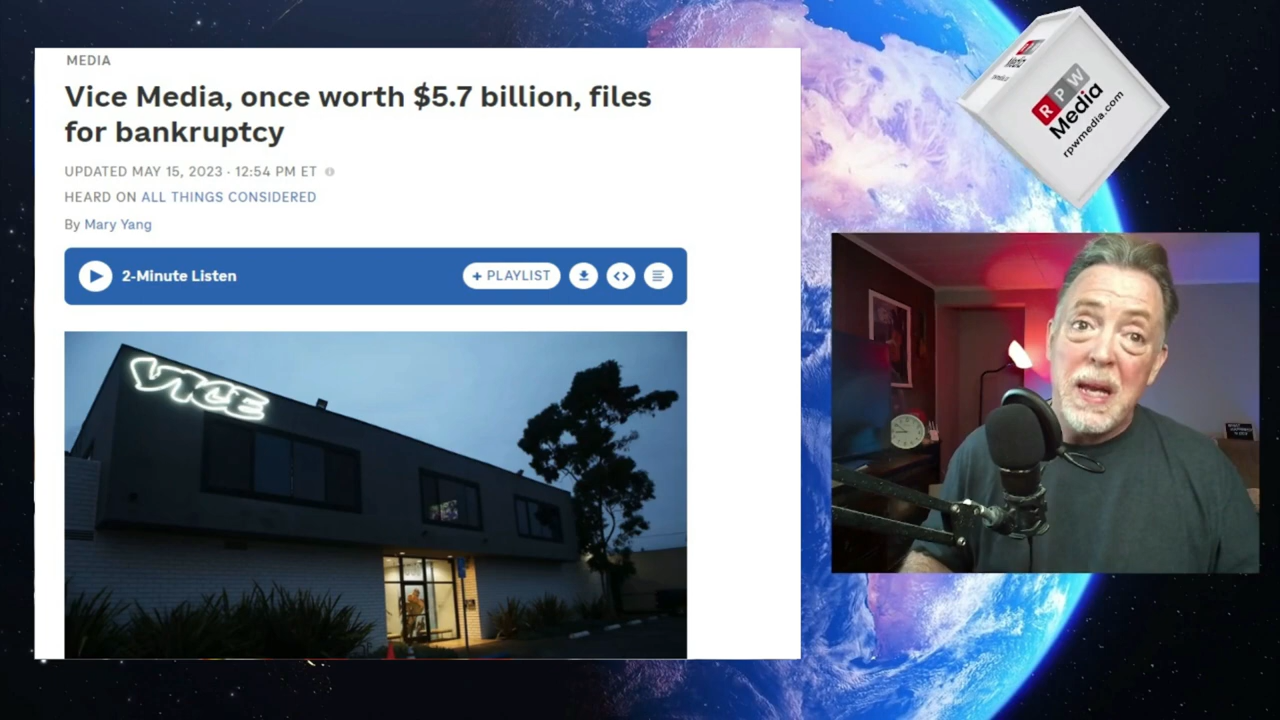 MEDIA
Vice Media, once worth $5.7 billion, files
for bankruptcy
UPDATED MAY 15, 2023 · 12:54 PM ET
HEARD ON ALL THINGS CONSIDERED
By Mary Yang
2-Minute Listen
+ PLAYLIST
VICE
RPW
Media
rpwmedia.com